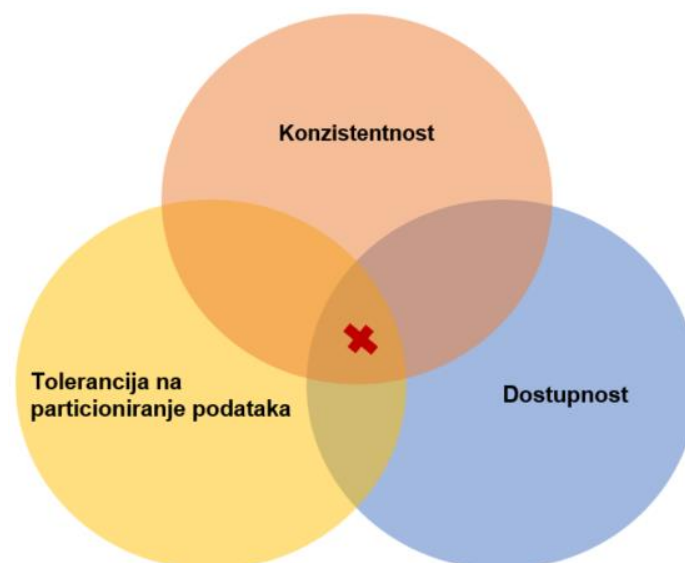 Konzistentnost
Tolerancija na
particioniranje podataka
Dostupnost